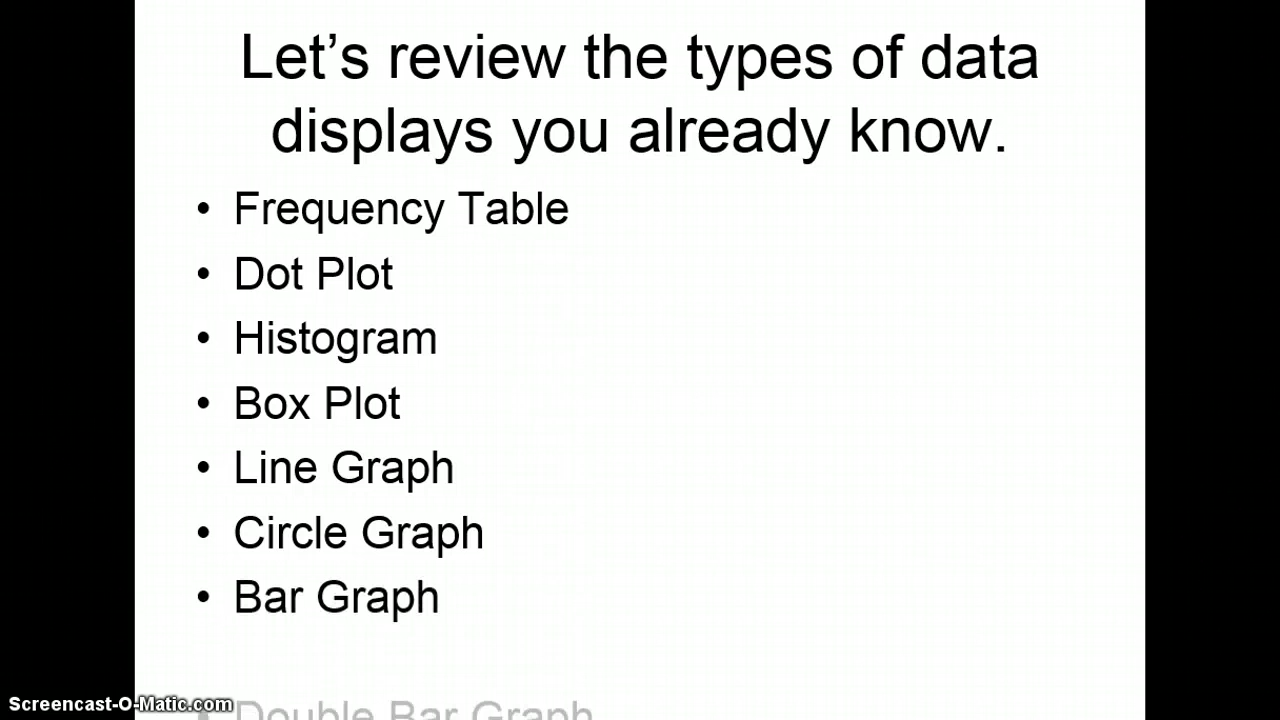 Let’s review the types of data
displays you already know.
• Frequency Table
• Dot Plot
• Histogram
• Box Plot
• Line Graph
• Circle Graph
• Bar Graph
• Double Bar Graph
Screencast-O-Matic.com